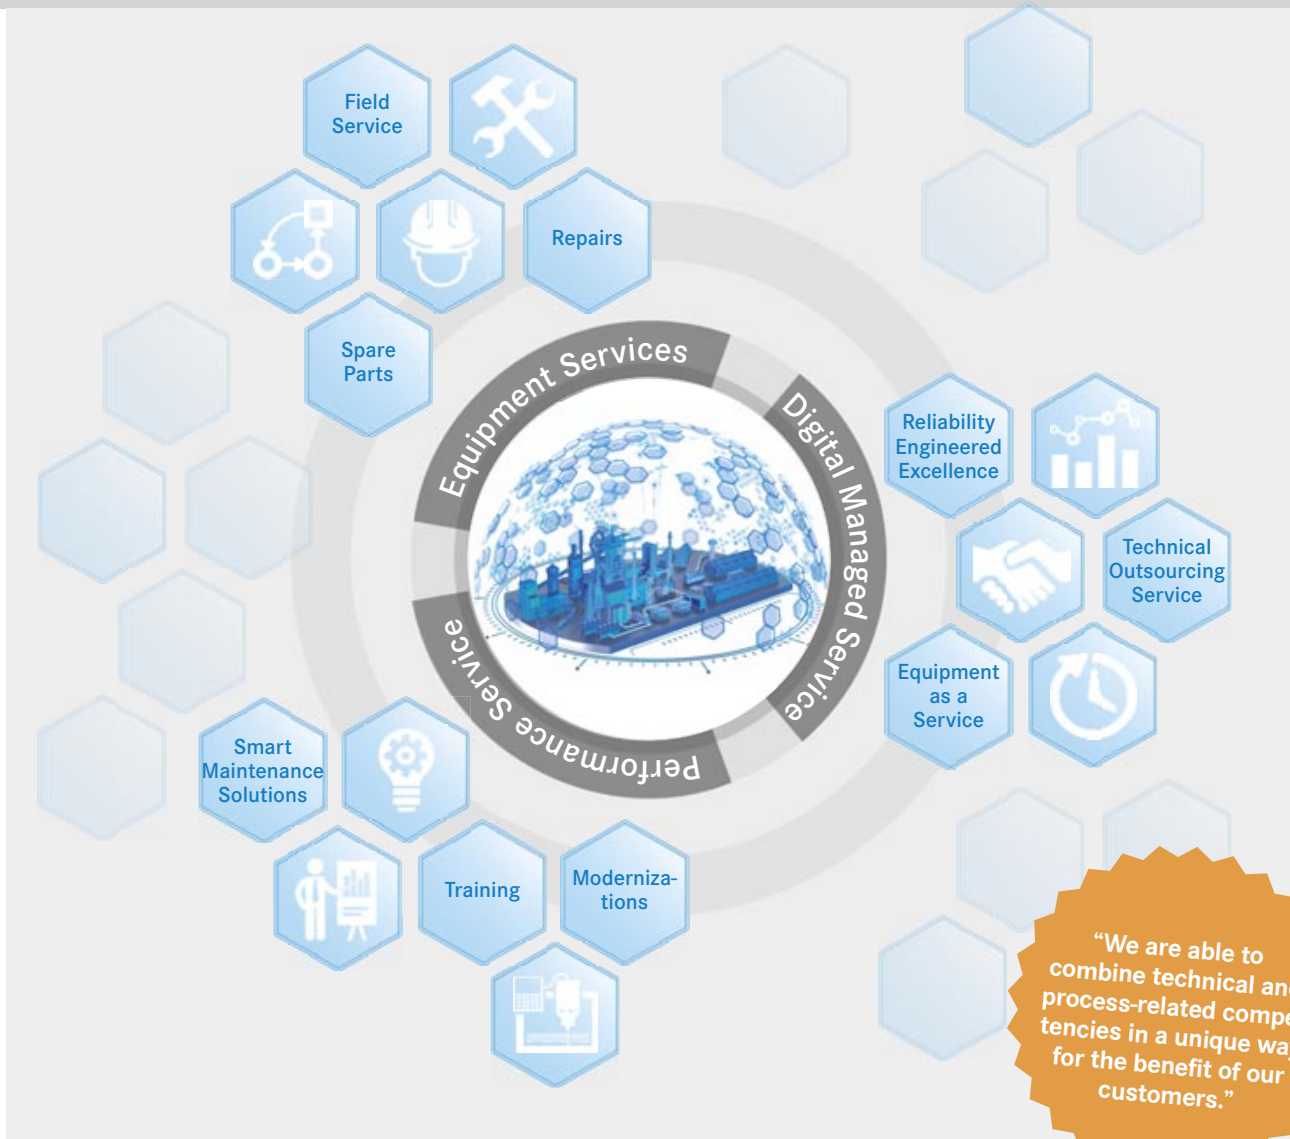 Field
Service
Repairs
Spare
Parts
Equipment Services
Digital Managed Service
Performance Service
Reliability
Engineered
Excellence
Technical
Outsourcing
Service
Equipment
as a
Service
Smart
Maintenance
Solutions
Training
Moderniza-
tions
“We are able to
combine technical and
process-related compe
tencies in a unique way
for the benefit of our
customers.”